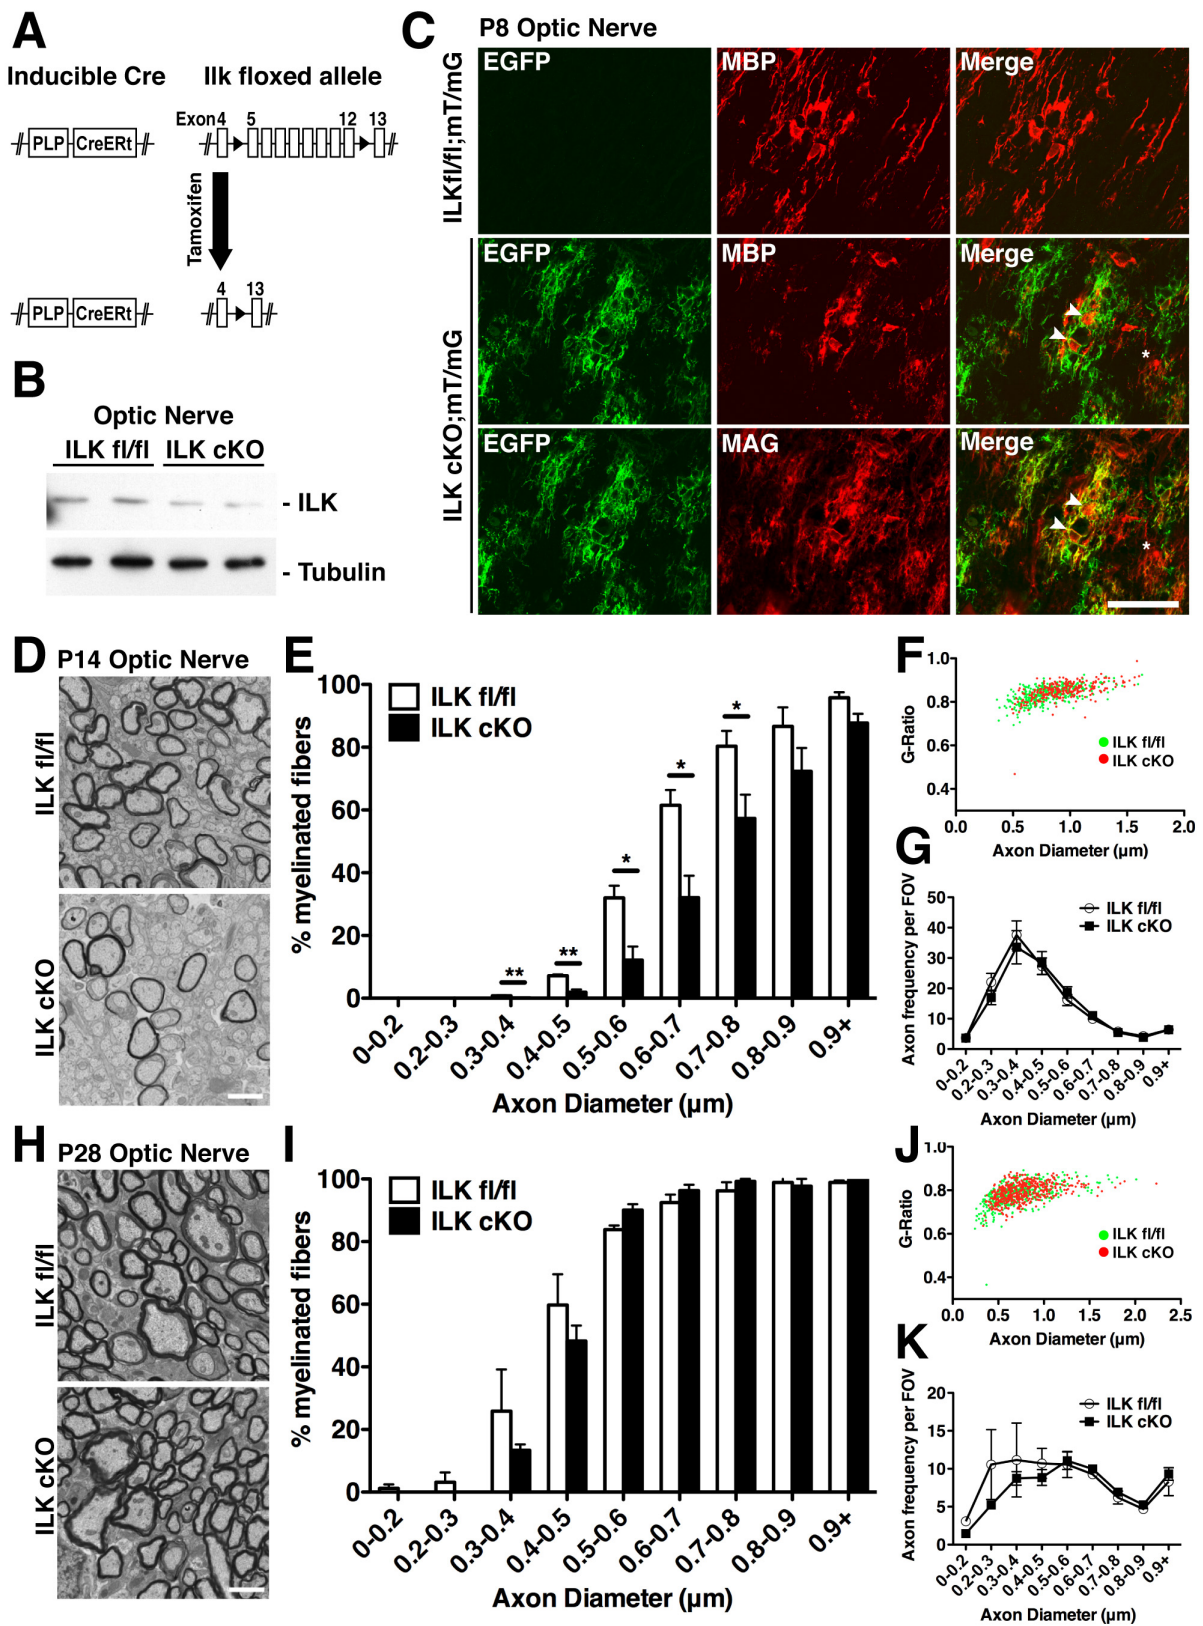 A
Inducible Cre
Ilk floxed allele
Exon 4 5 12 13
PLP CreERt
Tamoxifen
4 13
PLP CreERt
B
Optic Nerve
ILK fl/fl ILK cKO
- ILK
- Tubulin
C P8 Optic Nerve
ILKfl/fl;mT/mG
EGFP MBP Merge
ILK cKO;mT/mG
EGFP MBP Merge
*
EGFP MAG Merge
*
D P14 Optic Nerve
ILK fl/fl
ILK cKO
E
% myelinated fibers
100
80
60
40
20
0
ILK fl/fl
ILK cKO
** ** * * *
0-0.2 0.2-0.3 0.3-0.4 0.4-0.5 0.5-0.6 0.6-0.7 0.7-0.8 0.8-0.9 0.9+
Axon Diameter (µm)
F
G-Ratio
1.0
0.8
0.6
0.4
ILK fl/fl
ILK cKO
0.0 0.5 1.0 1.5 2.0
Axon Diameter (µm)
G
Axon frequency per FOV
50
40
30
20
10
0
ILK fl/fl
ILK cKO
0-0.2 0.2-0.3 0.3-0.4 0.4-0.5 0.5-0.6 0.6-0.7 0.7-0.8 0.8-0.9 0.9+
Axon Diameter (µm)
H P28 Optic Nerve
ILK fl/fl
ILK cKO
I
% myelinated fibers
100
80
60
40
20
0
ILK fl/fl
ILK cKO
0-0.2 0.2-0.3 0.3-0.4 0.4-0.5 0.5-0.6 0.6-0.7 0.7-0.8 0.8-0.9 0.9+
Axon Diameter (µm)
J
G-Ratio
1.0
0.8
0.6
0.4
ILK fl/fl
ILK cKO
0.0 0.5 1.0 1.5 2.0 2.5
Axon Diameter (µm)
K
Axon frequency per FOV
20
15
10
5
0
ILK fl/fl
ILK cKO
0-0.2 0.2-0.3 0.3-0.4 0.4-0.5 0.5-0.6 0.6-0.7 0.7-0.8 0.8-0.9 0.9+
Axon Diameter (µm)